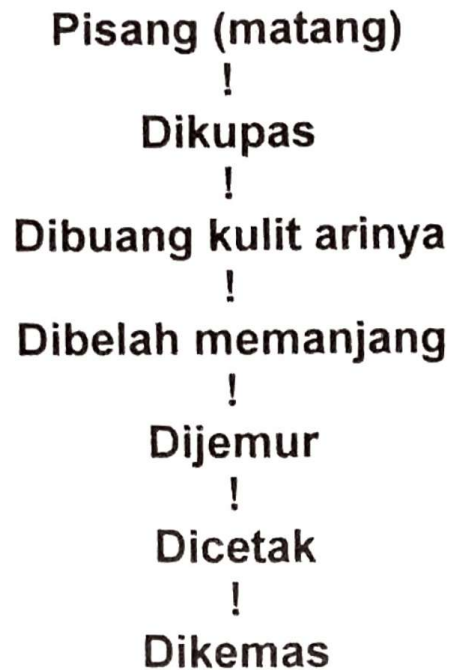 Pisang (matang)
!
Dikupas
!
Dibuang kulit arinya
!
Dibelah memanjang
!
Dijemur
!
Dicetak
!
Dikemas